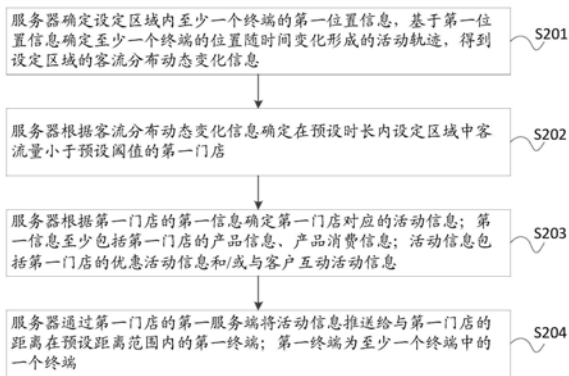 服务器确定设定区域内至少一个终端的第一位置信息，基于第一位
置信息确定至少一个终端的位置随时间变化形成的活动轨迹，得到
设定区域的客流分布动态变化信息
S201
服务器根据客流分布动态变化信息确定在预设时长内设定区域中客
流量小于预设阈值的第一门店
S202
服务器根据第一门店的第一信息确定第一门店对应的活动信息；第
一信息至少包括第一门店的产品信息、产品消费信息；活动信息包
括第一门店的优惠活动信息和/或与客户互动活动信息
S203
服务器通过第一门店的第一服务端将活动信息推送给与第一门店的
距离在预设距离范围内的第一终端；第一终端为至少一个终端中的
一个终端
S204